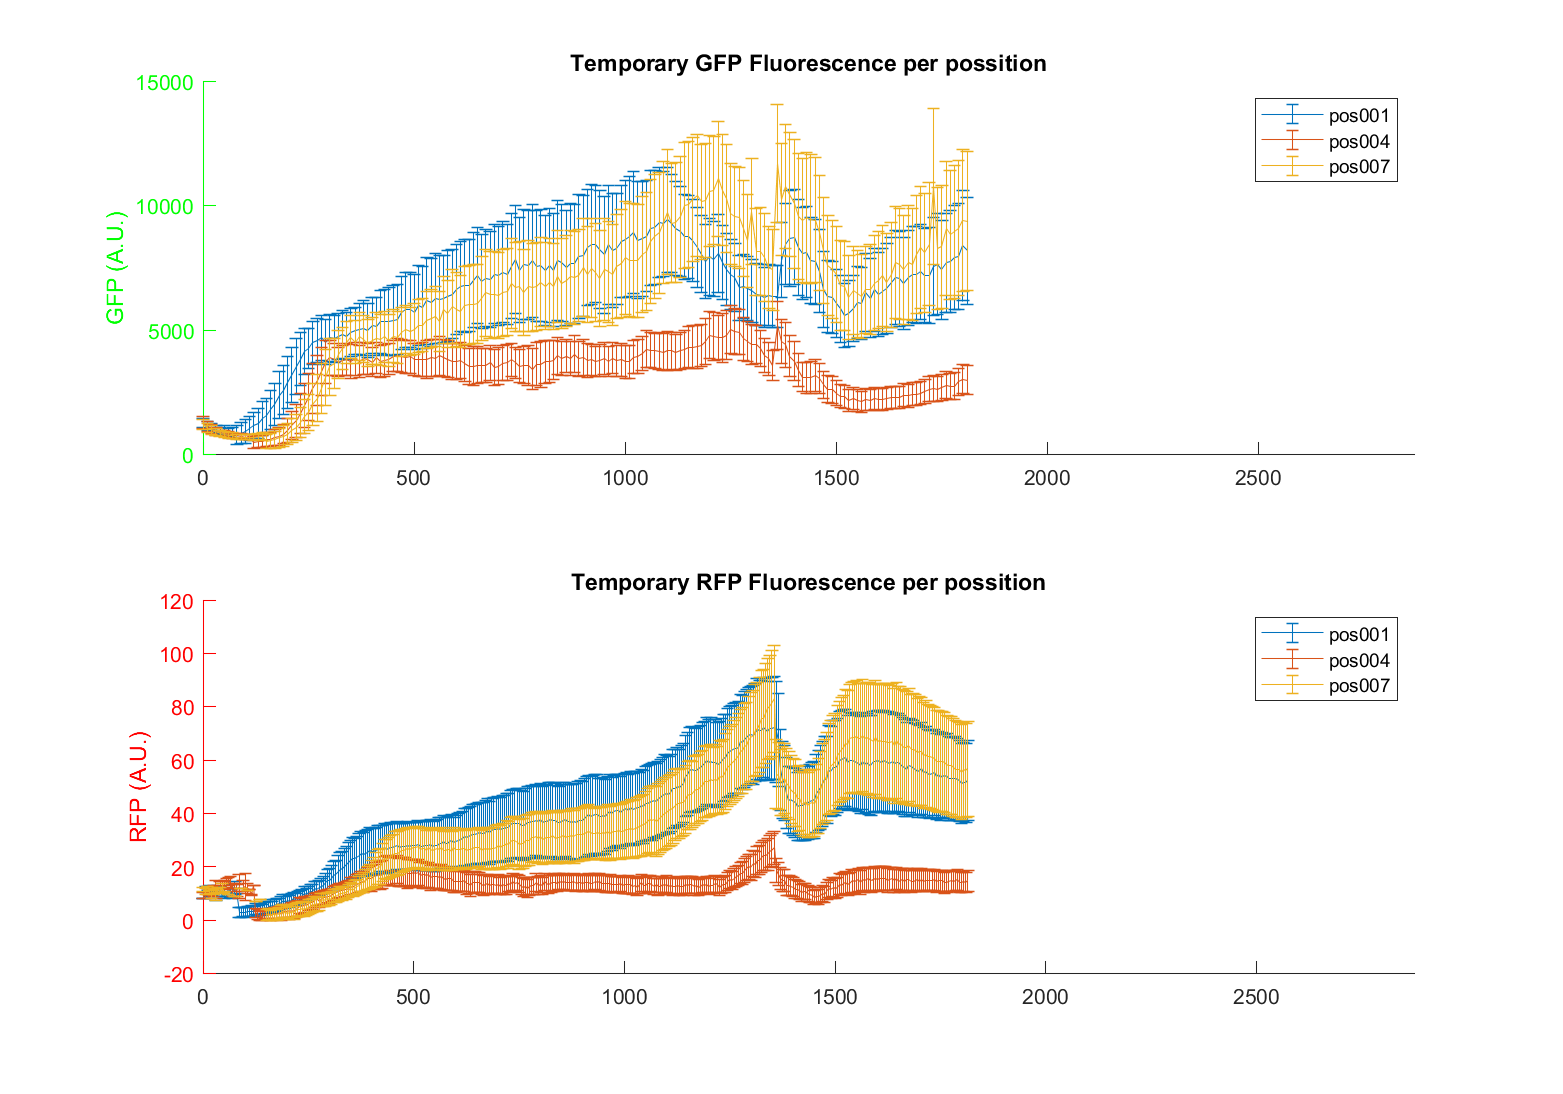 Temporary GFP Fluorescence per possition
15000
10000
5000
0
GFP (A.U.)
pos001
pos004
pos007
0 500 1000 1500 2000 2500
Temporary RFP Fluorescence per possition
120
100
80
60
40
20
0
-20
RFP (A.U.)
pos001
pos004
pos007
0 500 1000 1500 2000 2500